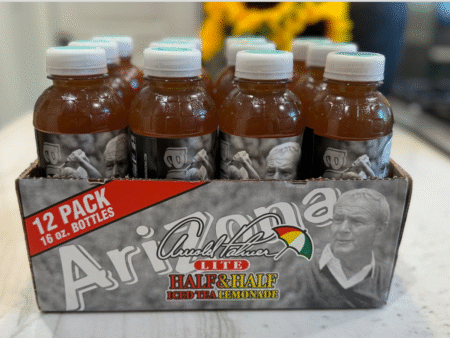 12 PACK
16 oz. BOTTLES
Arizona
Arnold Palmer
LITE
HALF&HALF
ICED TEA LEMONADE